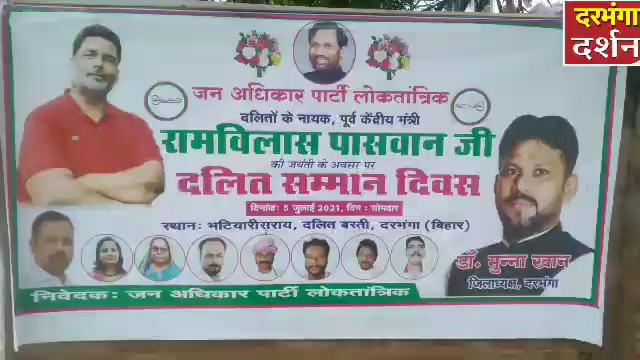 दरभंगा
दर्शन
जन अधिकार पार्टी लोकतांत्रिक
दलितों के नायक, पूर्व केंद्रीय मंत्री
रामविलास पासवान जी
की जयंती के अवसर पर
दलित सम्मान दिवस
दिनांक: 5 जुलाई 2021, दिन : सोमवार
स्थान: भटियारीसराय, दलित बस्ती, दरभंगा (बिहार)
डॉ. मुन्ना खान
जिलाध्यक्ष, दरभंगा
निवेदक: जन अधिकार पार्टी लोकतांत्रिक